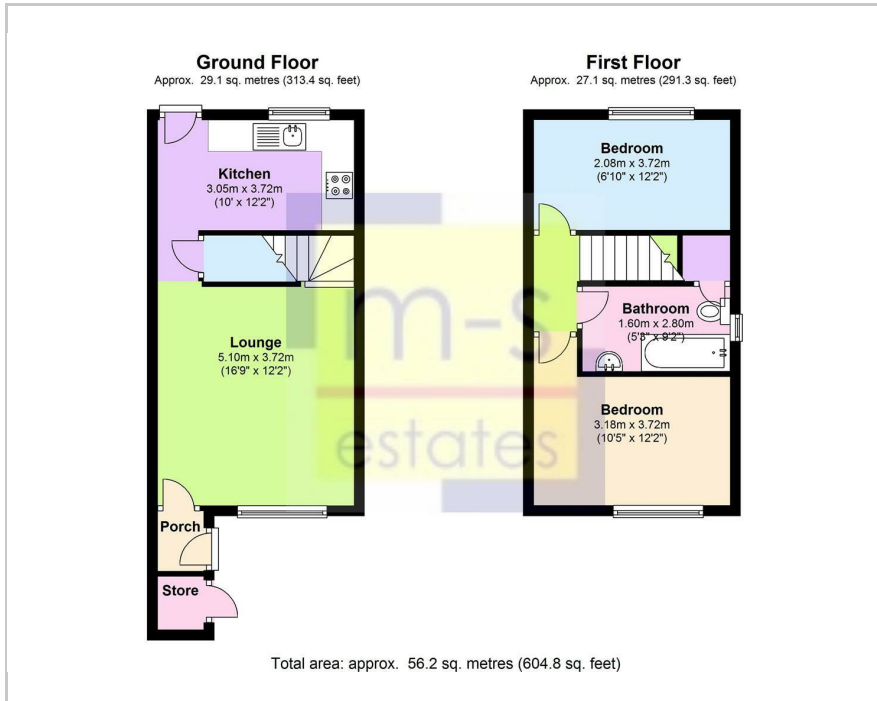 Ground Floor
Approx. 29.1 sq. metres (313.4 sq. feet)
Kitchen
3.05m x 3.72m
(10' x 12'2")
Lounge
5.10m x 3.72m
(16'9" x 12'2")
Porch
Store
First Floor
Approx. 27.1 sq. metres (291.3 sq. feet)
Bedroom
2.08m x 3.72m
(6'10" x 12'2")
Bathroom
1.60m x 2.80m
(5'3" x 9'2")
Bedroom
3.18m x 3.72m
(10'5" x 12'2")
m-s
estates
Total area: approx. 56.2 sq. metres (604.8 sq. feet)